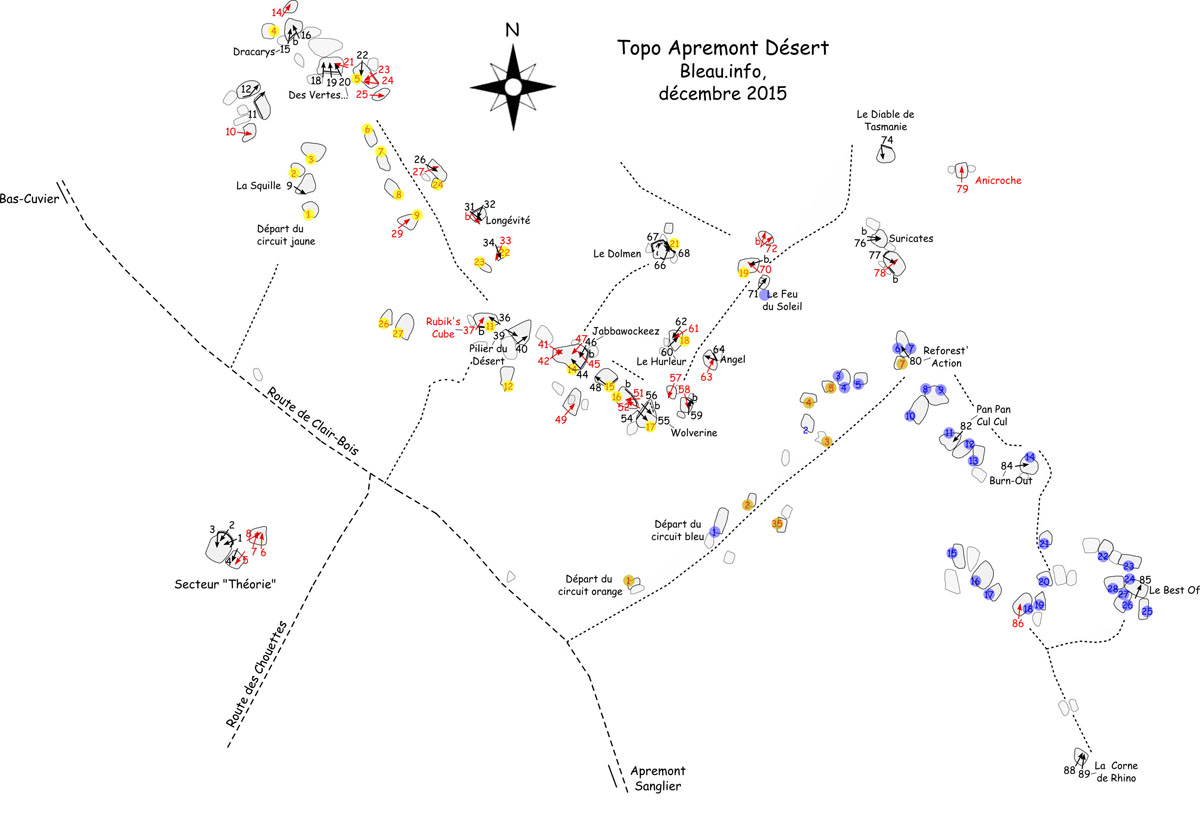 N
Topo Apremont Désert
Bleau.info,
décembre 2015
14
4
16
Dracarys
15
b
22
21
23
5
24
18
19
20
25
Des Vertes...
12
11
10
6
7
3
2
La Squille
9
8
1
26
27
24
Départ du
circuit jaune
31
32
b
Longévité
9
29
34
33
23
Bas-Cuvier
Le Diable de
Tasmanie
74
79
Anicroche
67
21
Le Dolmen
68
66
b
72
b
76
Suricates
77
78
b
b
70
19
71
Le Feu
du Soleil
26
27
Rubik's
Cube
37
36
11
b
39
40
Pilier du
Désert
12
41
42
47
46
Jabbawockeez
b
45
14
44
62
61
18
60
Le Hurleur
64
Angel
63
48
15
b
16
51
52
56
b
54
55
17
Wolverine
57
58
b
59
49
6
7
80
7
Reforest'
Action
3
4
5
5
4
2
3
8
9
10
Pan Pan
Cul Cul
11
82
12
13
14
84
Burn-Out
Route de Clair-Bois
2
35
Départ du
circuit bleu
1
3
2
1
4
5
8
7
6
Secteur "Théorie"
Départ du
circuit orange
1
15
16
17
21
20
19
18
86
22
23
24
85
28
27
26
25
Le Best Of
Route des Chouettes
88
89
La Corne
de Rhino
Apremont
Sanglier